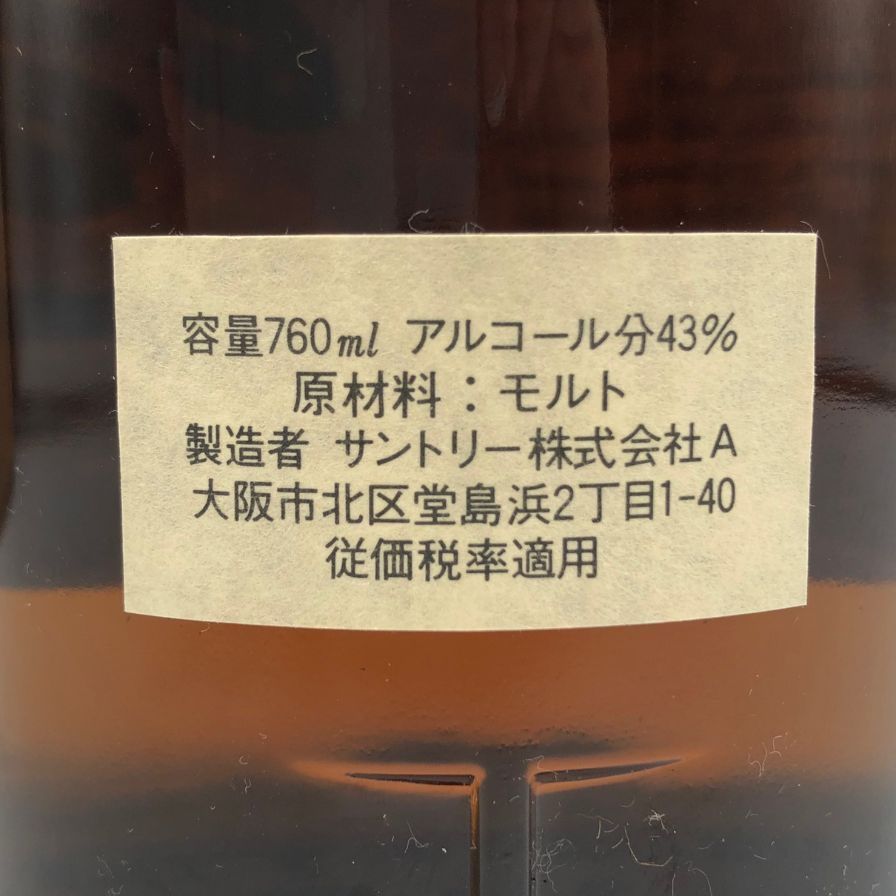 容量760ml アルコール分43%
原材料：モルト
製造者 サントリー株式会社A
大阪市北区堂島浜2丁目1-40
従価税率適用